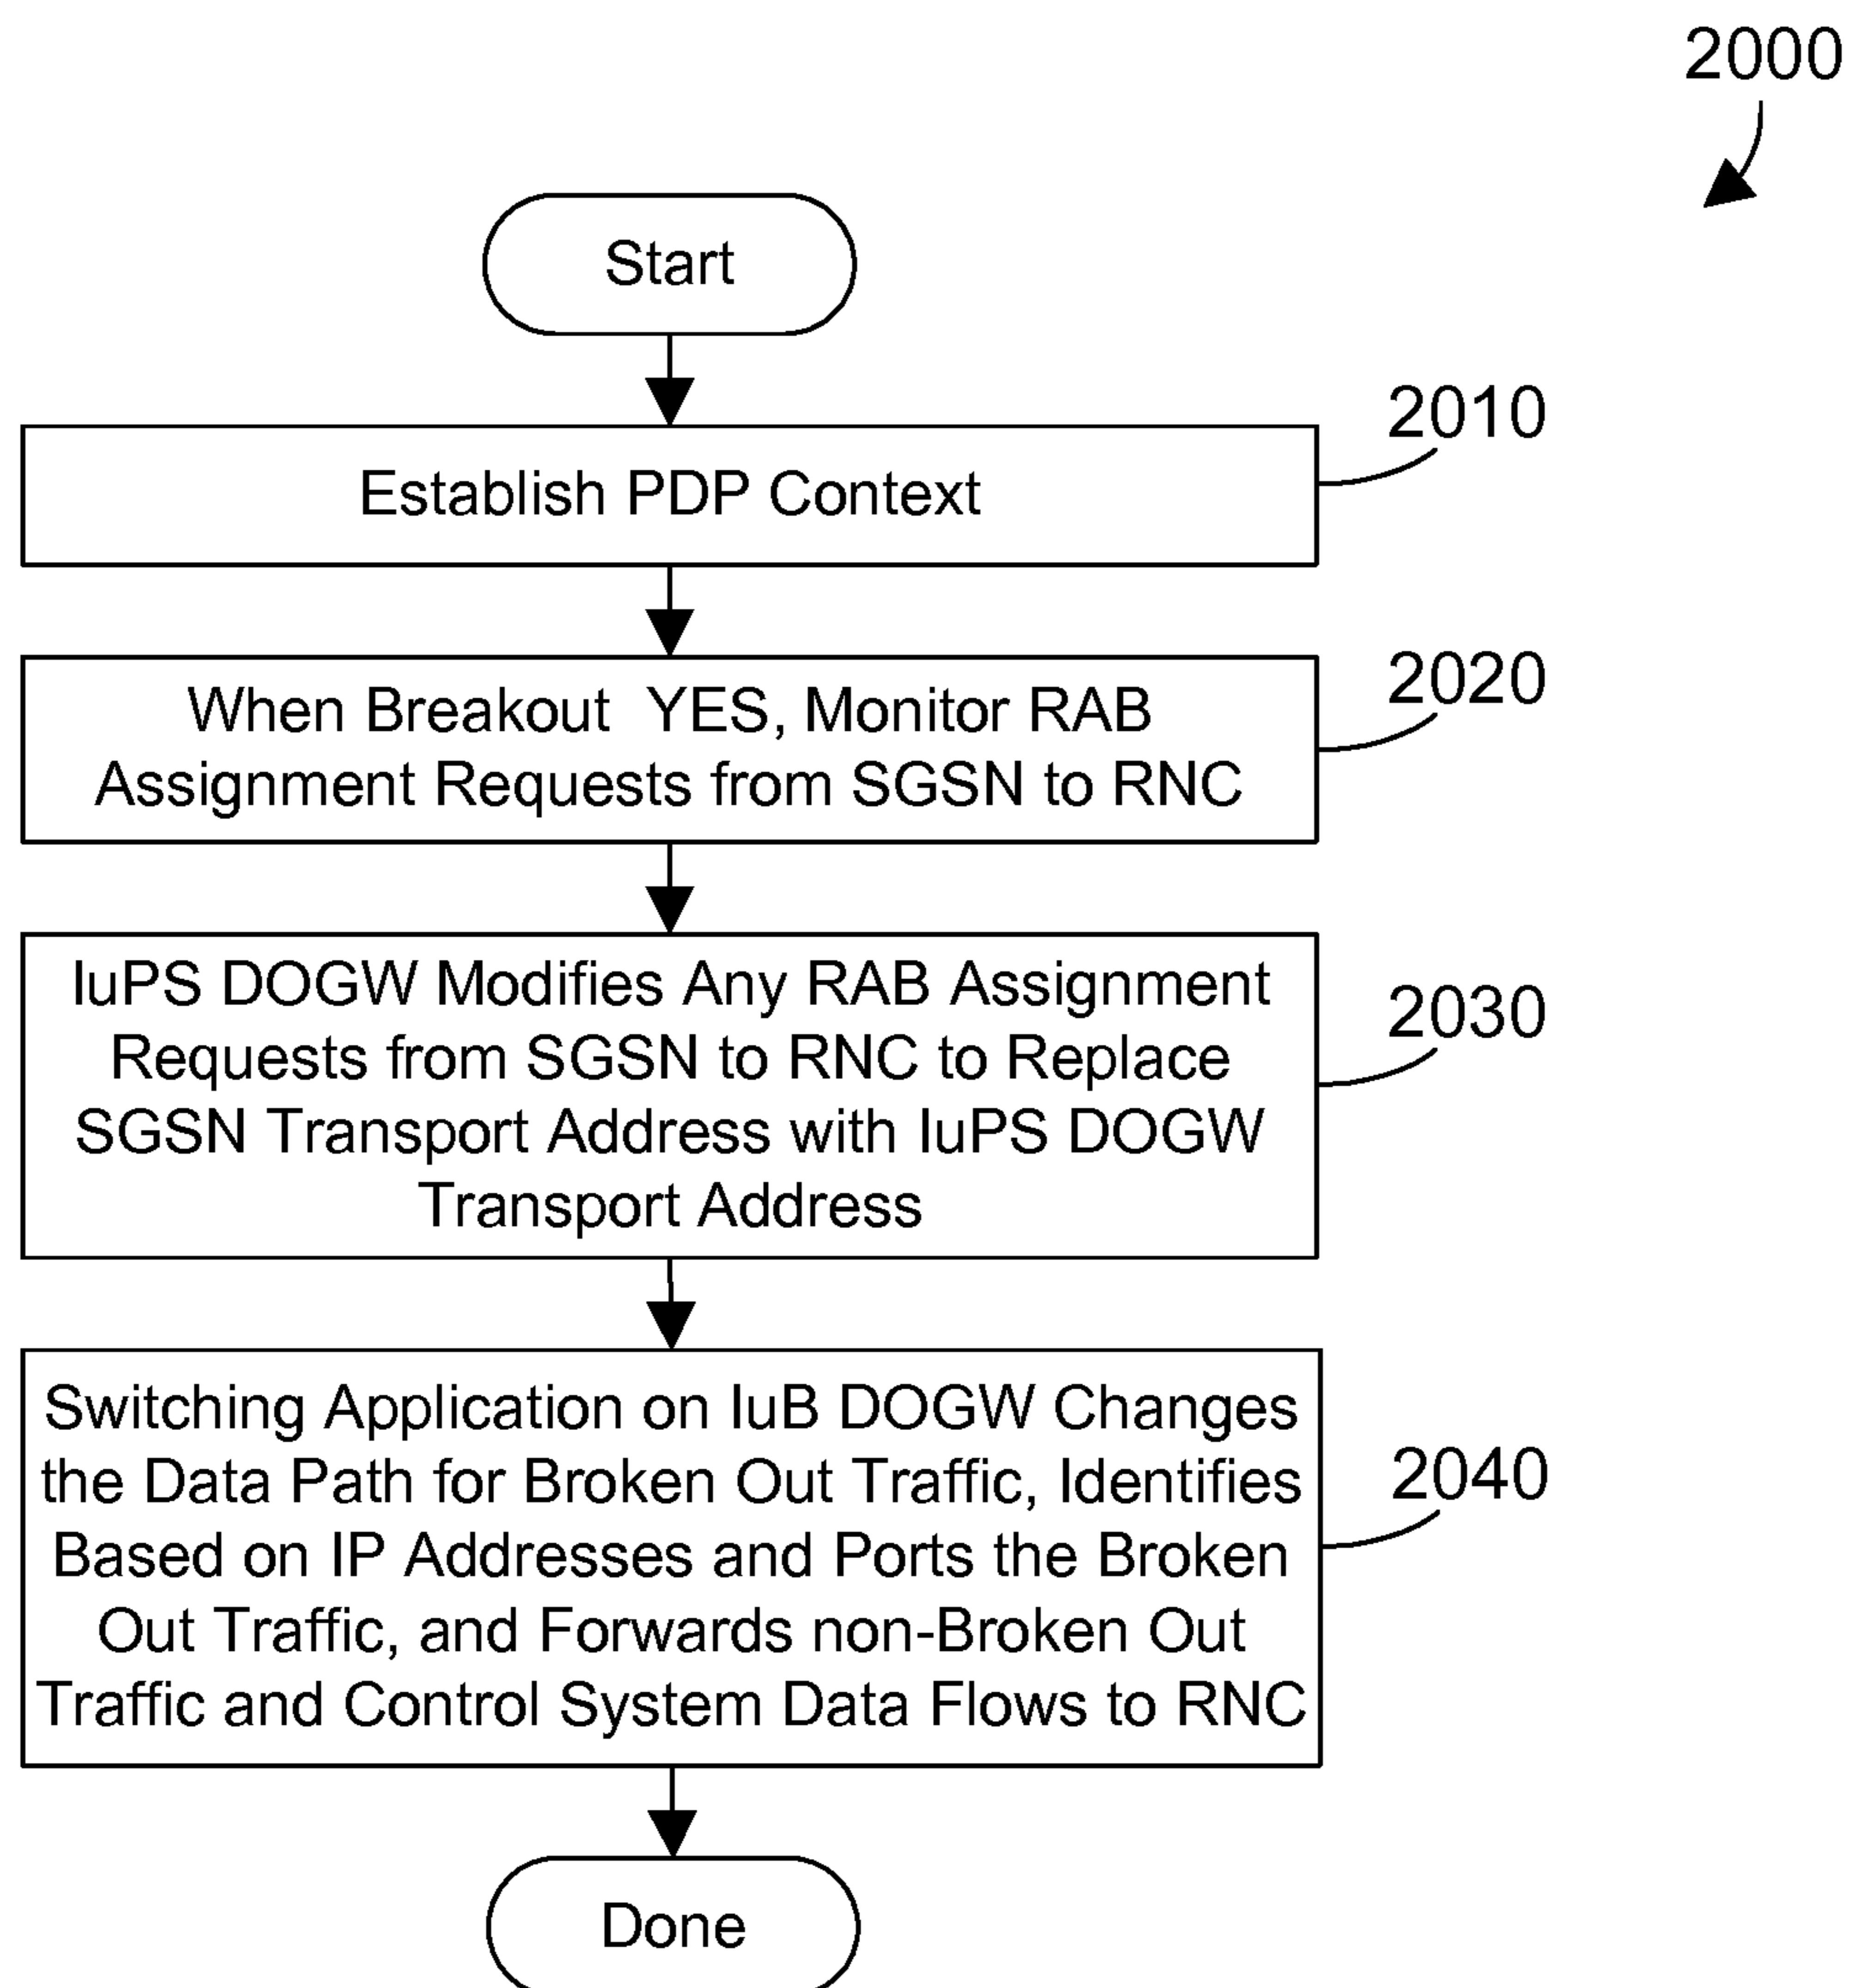 2000
Start
2010
Establish PDP Context
2020
When Breakout YES, Monitor RAB
Assignment Requests from SGSN to RNC
2030
IuPS DOGW Modifies Any RAB Assignment
Requests from SGSN to RNC to Replace
SGSN Transport Address with IuPS DOGW
Transport Address
2040
Switching Application on IuB DOGW Changes
the Data Path for Broken Out Traffic, Identifies
Based on IP Addresses and Ports the Broken
Out Traffic, and Forwards non-Broken Out
Traffic and Control System Data Flows to RNC
Done